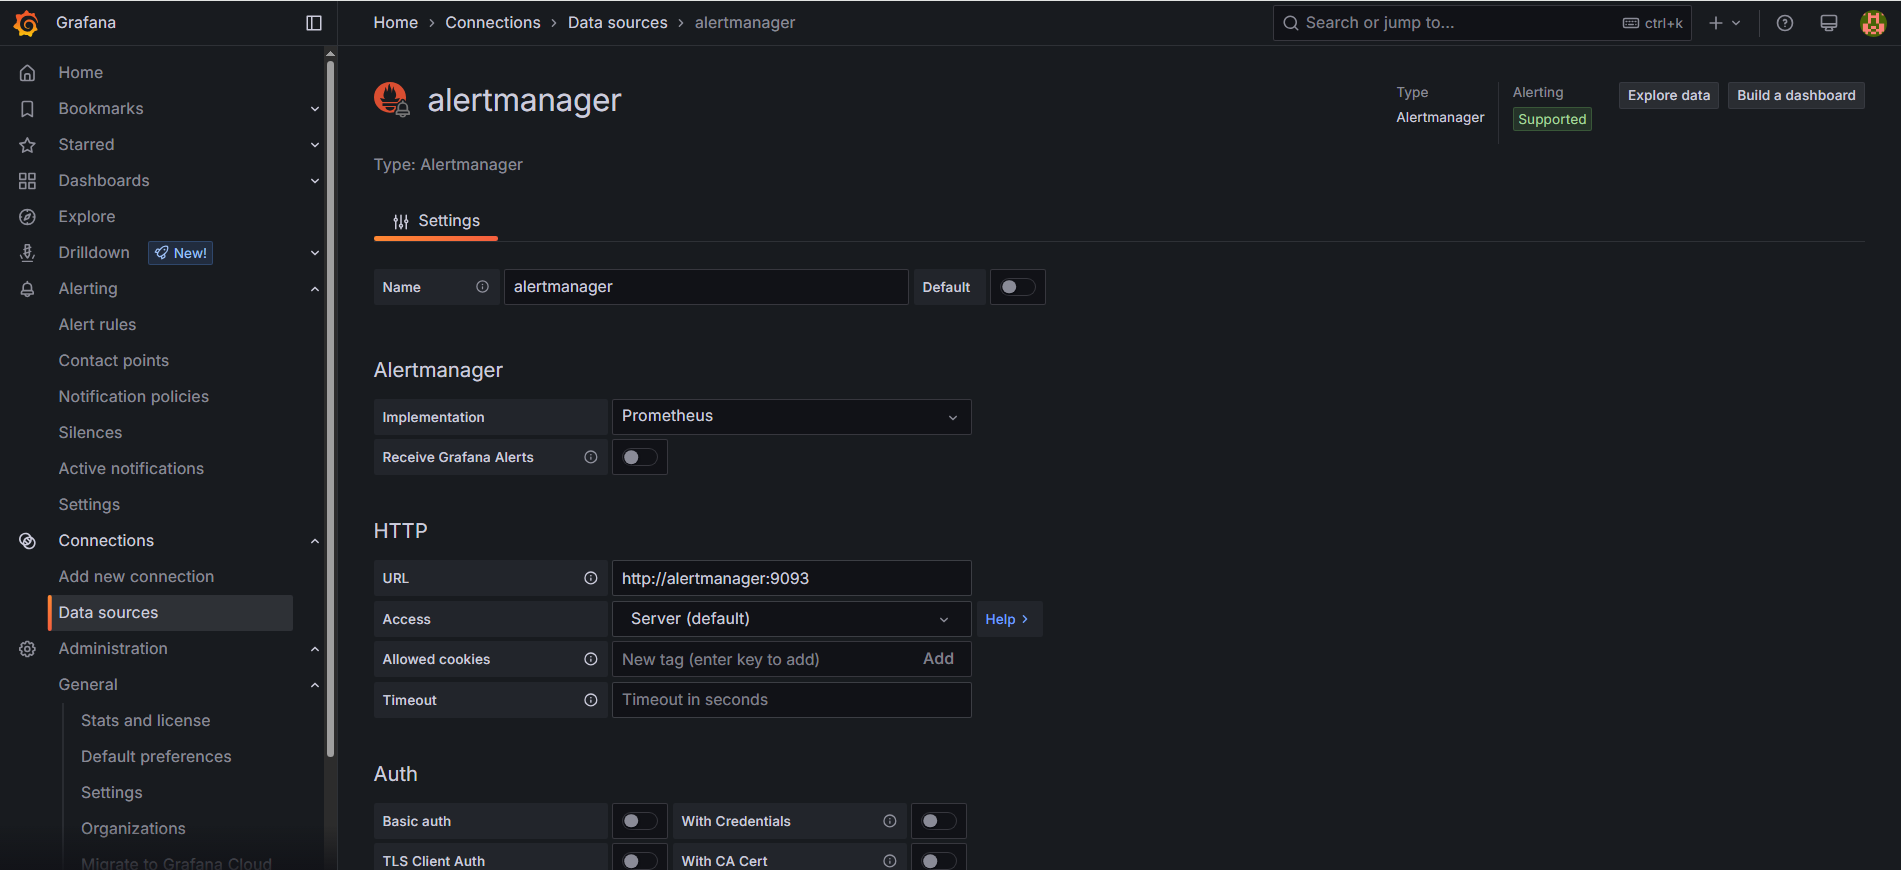 Grafana
Home > Connections > Data sources > alertmanager
Search or jump to...
ctrl+k
Home
Bookmarks
Starred
Dashboards
Explore
Drilldown
New!
Alerting
Alert rules
Contact points
Notification policies
Silences
Active notifications
Settings
Connections
Add new connection
Data sources
Administration
General
Stats and license
Default preferences
Settings
Organizations
Migrate to Grafana Cloud
alertmanager
Type
Alertmanager
Alerting
Supported
Explore data
Build a dashboard
Type: Alertmanager
Settings
Name
alertmanager
Default
Alertmanager
Implementation
Prometheus
Receive Grafana Alerts
HTTP
URL
http://alertmanager:9093
Access
Server (default)
Help >
Allowed cookies
New tag (enter key to add)
Add
Timeout
Timeout in seconds
Auth
Basic auth
With Credentials
TLS Client Auth
With CA Cert